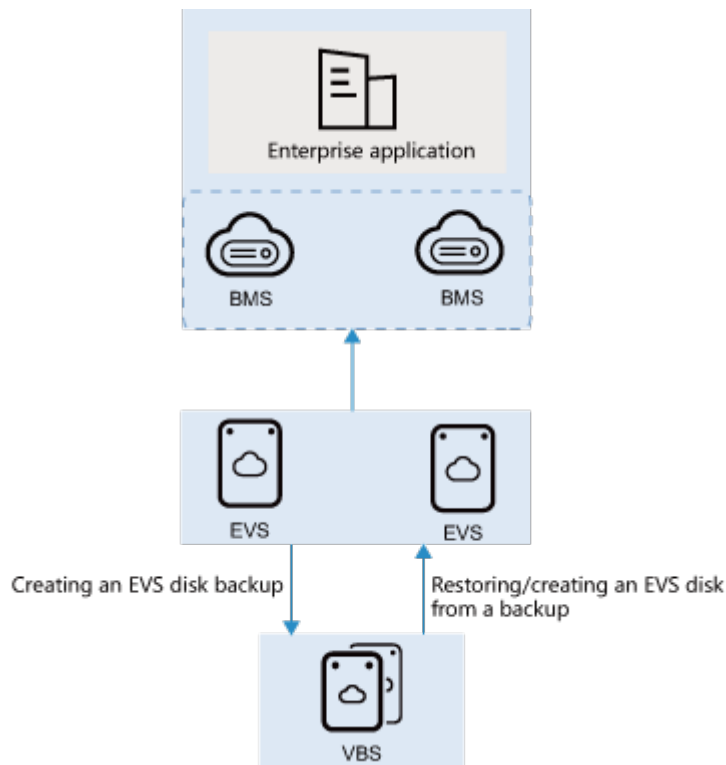 Enterprise application
BMS
BMS
EVS
EVS
Creating an EVS disk backup
Restoring/creating an EVS disk
from a backup
VBS